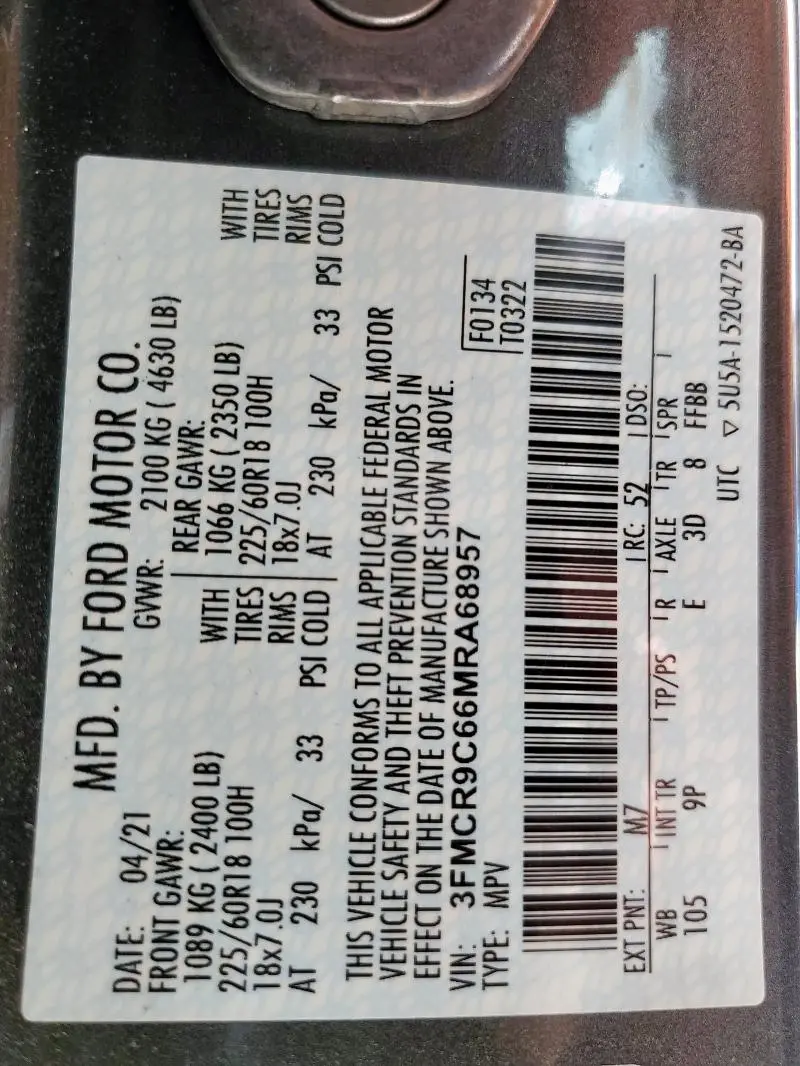 MFD. BY FORD MOTOR CO.
DATE: 04/21 GVWR: 2100 KG ( 4630 LB)
FRONT GAWR: REAR GAWR:
1089 KG ( 2400 LB) WITH 1066 KG ( 2350 LB) WITH
225/60R18 100H TIRES 225/60R18 100H TIRES
18x7.0J RIMS 18x7.0J RIMS
AT 230 kPa/ 33 PSI COLD AT 230 kPa/ 33 PSI COLD
THIS VEHICLE CONFORMS TO ALL APPLICABLE FEDERAL MOTOR
VEHICLE SAFETY AND THEFT PREVENTION STANDARDS IN
EFFECT ON THE DATE OF MANUFACTURE SHOWN ABOVE.
VIN: 3FMCR9C66MRA68957 F0134
TYPE: MPV T0322
EXT PNT: M7 RC: 52 DSO:
WB INT TR TP/PS R AXLE TR SPR
105 9P E 3D 8 FFBB
UTC ▽ 5U5A-1520472-BA